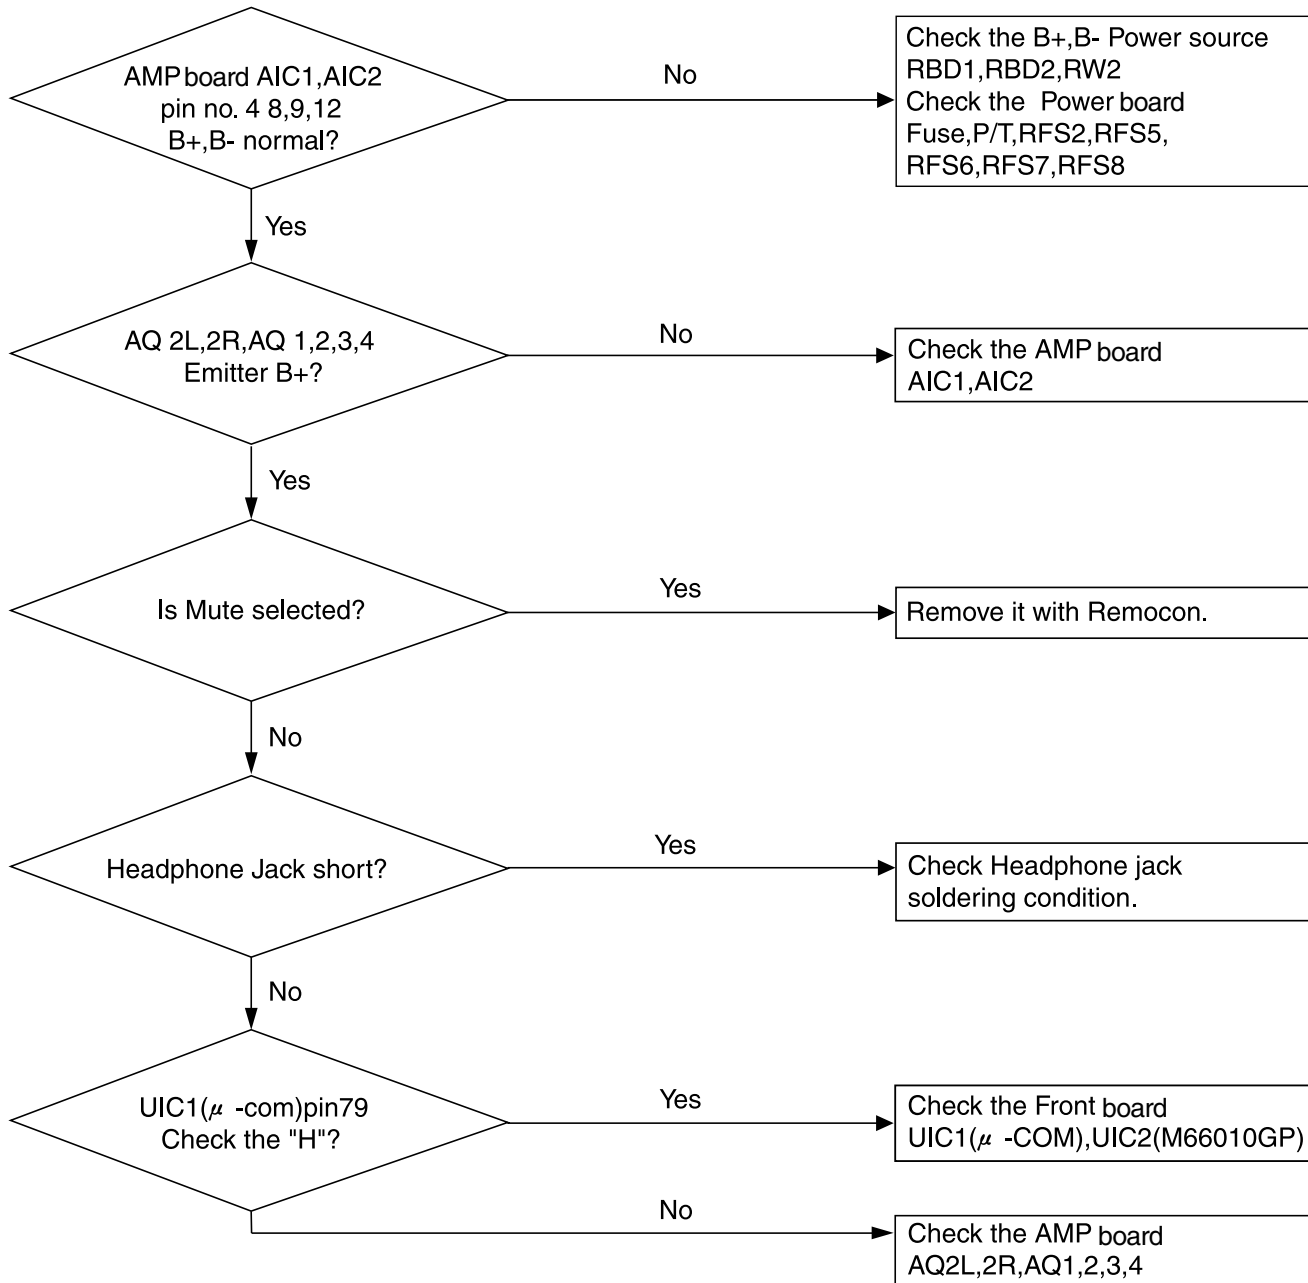 AMP board AIC1,AIC2
pin no. 4 8,9,12
B+,B- normal?
No
Check the B+,B- Power source
RBD1,RBD2,RW2
Check the Power board
Fuse,P/T,RFS2,RFS5,
RFS6,RFS7,RFS8
Yes
AQ 2L,2R,AQ 1,2,3,4
Emitter B+?
No
Check the AMP board
AIC1,AIC2
Yes
Is Mute selected?
Yes
Remove it with Remocon.
No
Headphone Jack short?
Yes
Check Headphone jack
soldering condition.
No
UIC1(μ -com)pin79
Check the "H"?
Yes
Check the Front board
UIC1(μ -COM),UIC2(M66010GP)
No
Check the AMP board
AQ2L,2R,AQ1,2,3,4